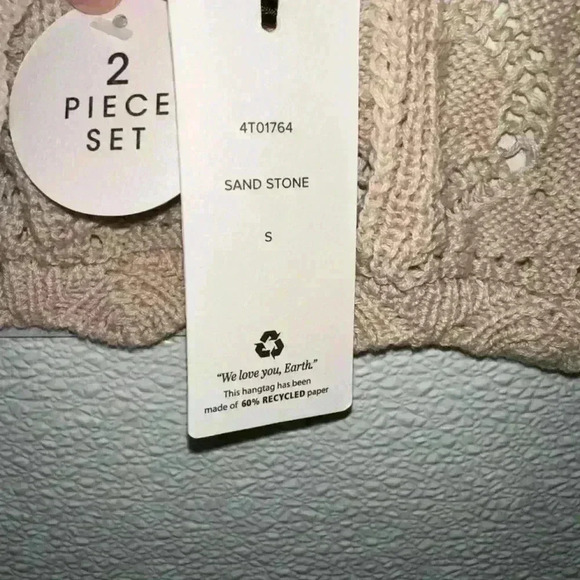 2
PIECE
SET
4T01764
SAND STONE
S
“We love you, Earth.”
This hangtag has been
made of 60% RECYCLED paper